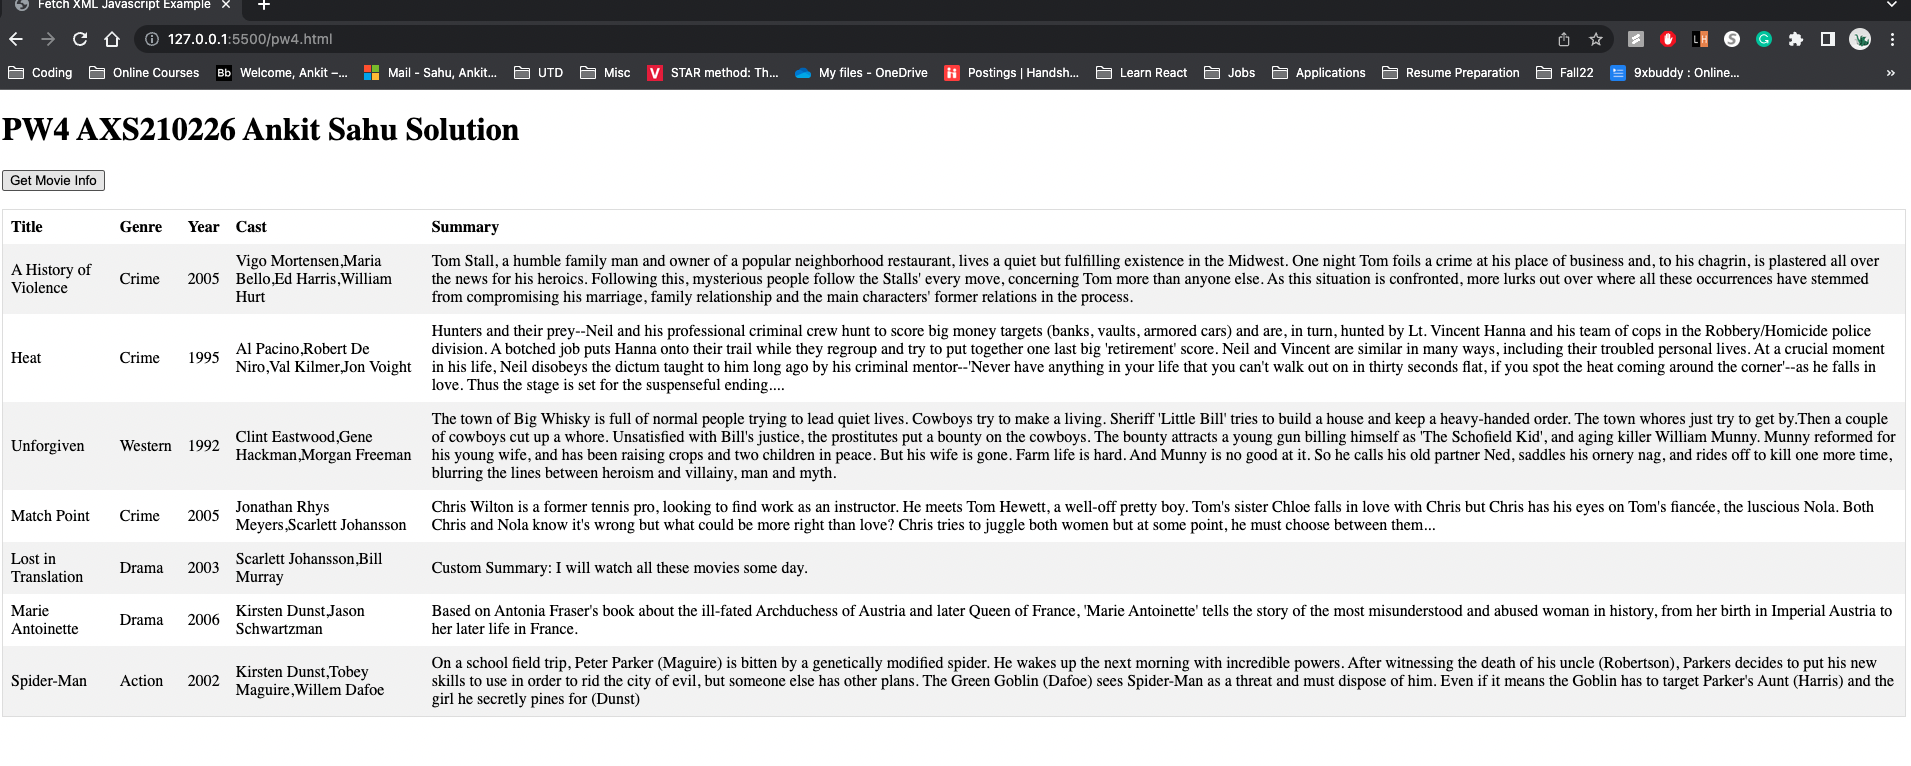 Fetch XML Javascript Example
127.0.0.1:5500/pw4.html
Coding Online Courses Bb Welcome, Ankit –... Mail - Sahu, Ankit... UTD Misc V STAR method: Th... My files - OneDrive Postings | Handsh... Learn React Jobs Applications Resume Preparation Fall22 9xbuddy : Online... »
PW4 AXS210226 Ankit Sahu Solution
Get Movie Info
Title Genre Year Cast Summary
A History of
Violence
Crime
2005
Vigo Mortensen,Maria
Bello,Ed Harris,William
Hurt
Tom Stall, a humble family man and owner of a popular neighborhood restaurant, lives a quiet but fulfilling existence in the Midwest. One night Tom foils a crime at his place of business and, to his chagrin, is plastered all over
the news for his heroics. Following this, mysterious people follow the Stalls' every move, concerning Tom more than anyone else. As this situation is confronted, more lurks out over where all these occurrences have stemmed
from compromising his marriage, family relationship and the main characters' former relations in the process.
Heat
Crime
1995
Al Pacino,Robert De
Niro,Val Kilmer,Jon Voight
Hunters and their prey--Neil and his professional criminal crew hunt to score big money targets (banks, vaults, armored cars) and are, in turn, hunted by Lt. Vincent Hanna and his team of cops in the Robbery/Homicide police
division. A botched job puts Hanna onto their trail while they regroup and try to put together one last big 'retirement' score. Neil and Vincent are similar in many ways, including their troubled personal lives. At a crucial moment
in his life, Neil disobeys the dictum taught to him long ago by his criminal mentor--'Never have anything in your life that you can't walk out on in thirty seconds flat, if you spot the heat coming around the corner'--as he falls in
love. Thus the stage is set for the suspenseful ending....
Unforgiven
Western
1992
Clint Eastwood,Gene
Hackman,Morgan Freeman
The town of Big Whisky is full of normal people trying to lead quiet lives. Cowboys try to make a living. Sheriff 'Little Bill' tries to build a house and keep a heavy-handed order. The town whores just try to get by.Then a couple
of cowboys cut up a whore. Unsatisfied with Bill's justice, the prostitutes put a bounty on the cowboys. The bounty attracts a young gun billing himself as 'The Schofield Kid', and aging killer William Munny. Munny reformed for
his young wife, and has been raising crops and two children in peace. But his wife is gone. Farm life is hard. And Munny is no good at it. So he calls his old partner Ned, saddles his ornery nag, and rides off to kill one more time,
blurring the lines between heroism and villainy, man and myth.
Match Point
Crime
2005
Jonathan Rhys
Meyers,Scarlett Johansson
Chris Wilton is a former tennis pro, looking to find work as an instructor. He meets Tom Hewett, a well-off pretty boy. Tom's sister Chloe falls in love with Chris but Chris has his eyes on Tom's fiancée, the luscious Nola. Both
Chris and Nola know it's wrong but what could be more right than love? Chris tries to juggle both women but at some point, he must choose between them...
Lost in
Translation
Drama
2003
Scarlett Johansson,Bill
Murray
Custom Summary: I will watch all these movies some day.
Marie
Antoinette
Drama
2006
Kirsten Dunst,Jason
Schwartzman
Based on Antonia Fraser's book about the ill-fated Archduchess of Austria and later Queen of France, 'Marie Antoinette' tells the story of the most misunderstood and abused woman in history, from her birth in Imperial Austria to
her later life in France.
Spider-Man
Action
2002
Kirsten Dunst,Tobey
Maguire,Willem Dafoe
On a school field trip, Peter Parker (Maguire) is bitten by a genetically modified spider. He wakes up the next morning with incredible powers. After witnessing the death of his uncle (Robertson), Parkers decides to put his new
skills to use in order to rid the city of evil, but someone else has other plans. The Green Goblin (Dafoe) sees Spider-Man as a threat and must dispose of him. Even if it means the Goblin has to target Parker's Aunt (Harris) and the
girl he secretly pines for (Dunst)